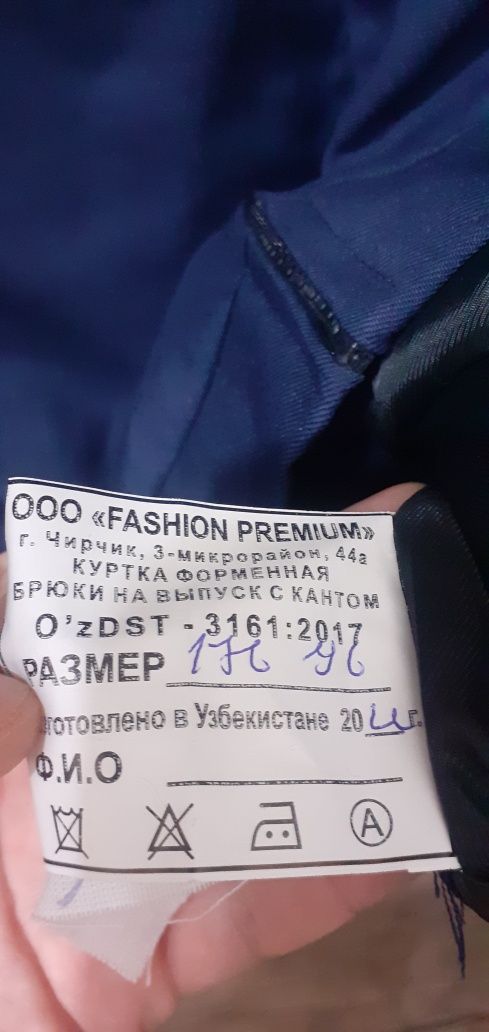 ООО «FASHION PREMIUM»
г. Чирчик, 3-микрорайон, 44а
КУРТКА ФОРМЕННАЯ
БРЮКИ НА ВЫПУСК С КАНТОМ
O'zDST - 3161:2017
РАЗМЕР 176 96
готовлено в Узбекистане 20 г.
Ф.И.О
A